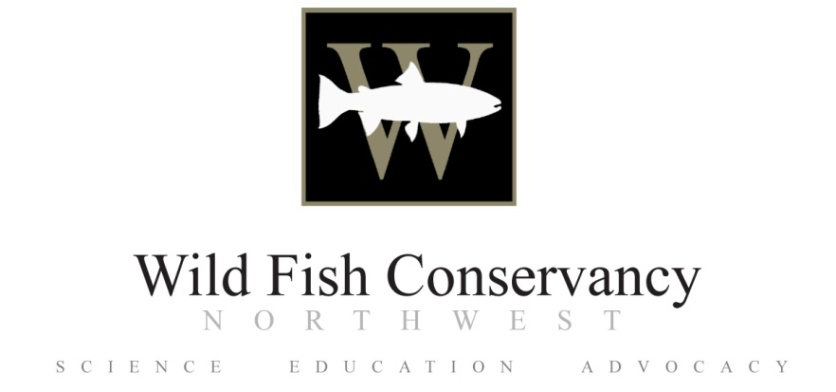 W
Wild Fish Conservancy
NORTHWEST
SCIENCE EDUCATION ADVOCACY